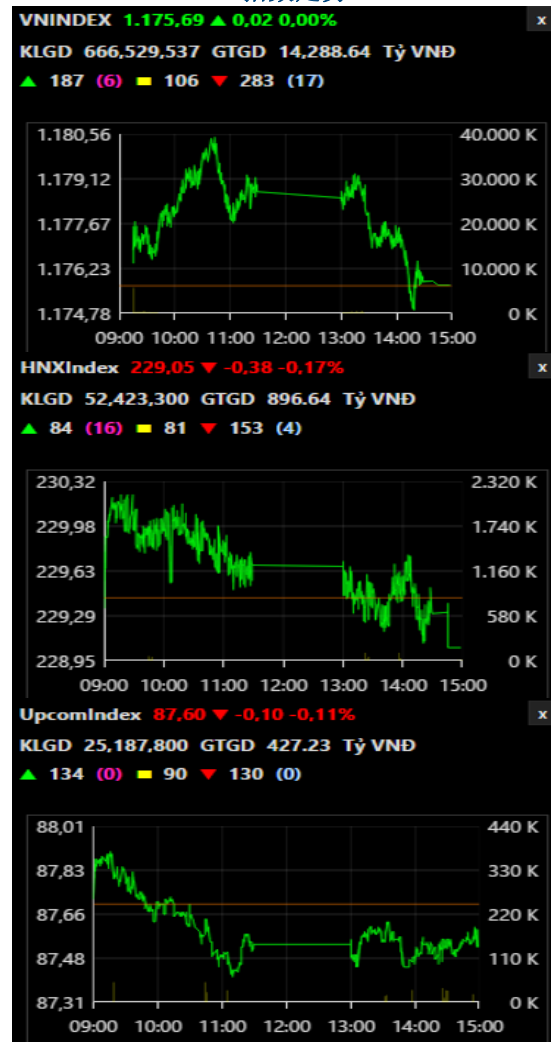 VNINDEX 1.175,69 ▲ 0,02 0,00% x
KLGD 666,529,537 GTGD 14,288.64 Tỷ VNĐ
▲ 187 (6) 106 ▼ 283 (17)
1.180,56 40.000 K
1.179,12 30.000 K
1.177,67 20.000 K
1.176,23 10.000 K
1.174,78 0 K
09:00 10:00 11:00 12:00 13:00 14:00 15:00
HNXIndex 229,05 ▼ -0,38 -0,17% x
KLGD 52,423,300 GTGD 896.64 Tỷ VNĐ
▲ 84 (16) 81 ▼ 153 (4)
230,32 2.320 K
229,98 1.740 K
229,63 1.160 K
229,29 580 K
228,95 0 K
09:00 10:00 11:00 12:00 13:00 14:00 15:00
UpcomIndex 87,60 ▼ -0,10 -0,11% x
KLGD 25,187,800 GTGD 427.23 Tỷ VNĐ
▲ 134 (0) 90 ▼ 130 (0)
88,01 440 K
87,83 330 K
87,66 220 K
87,48 110 K
87,31 0 K
09:00 10:00 11:00 12:00 13:00 14:00 15:00